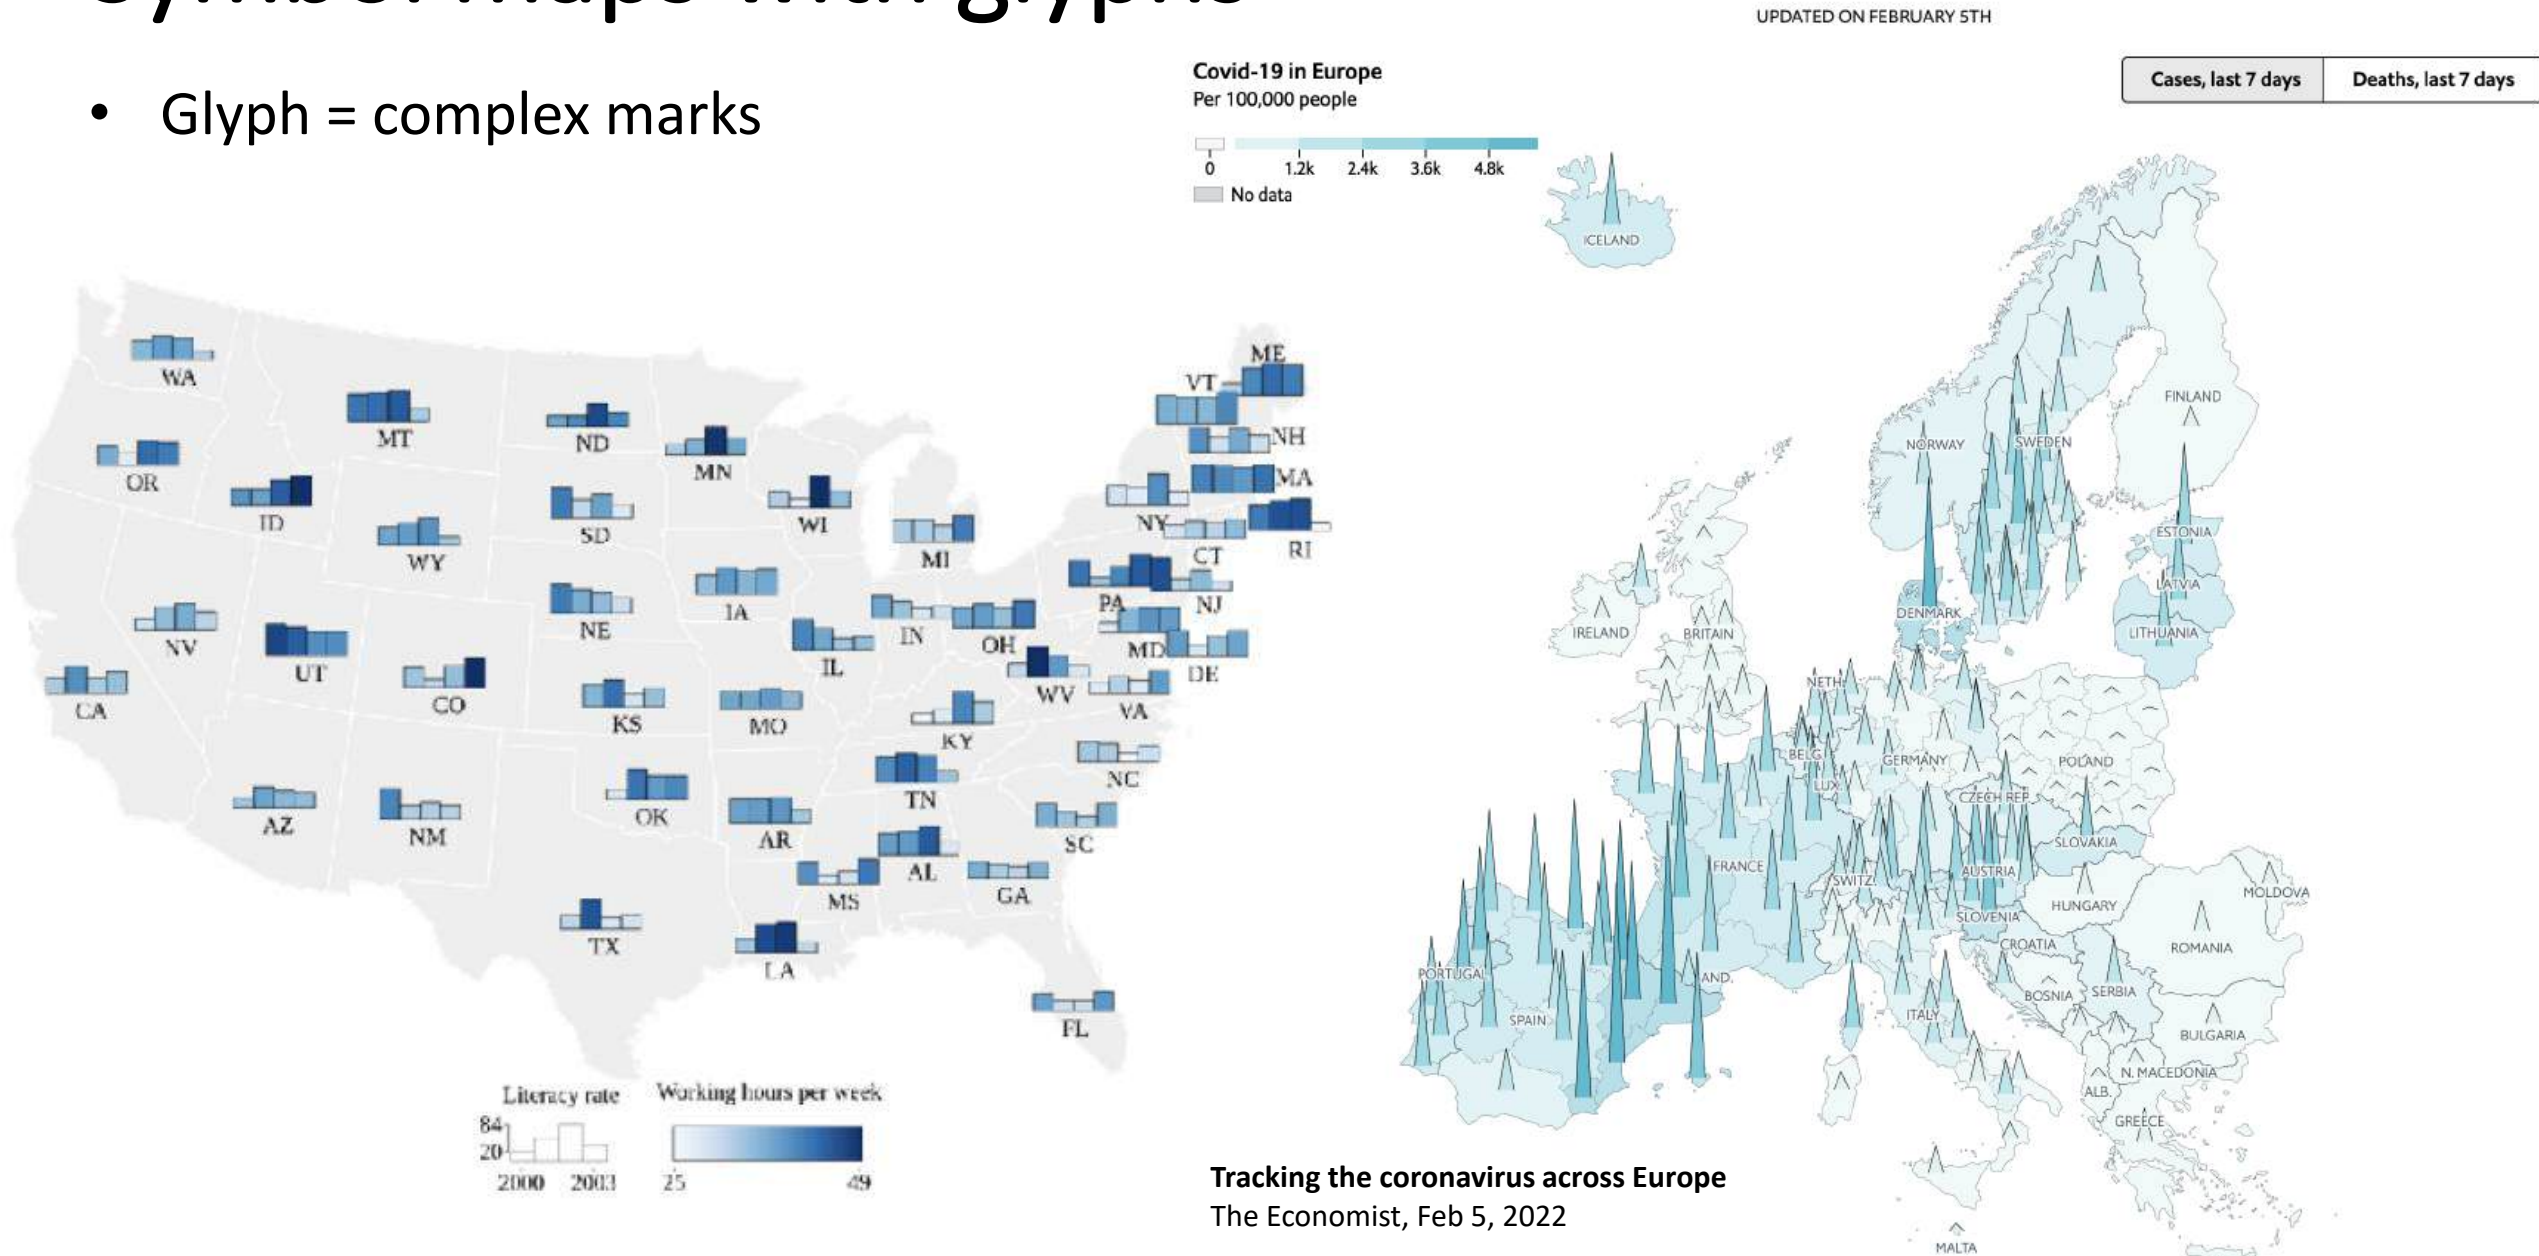 Symbol maps with glyphs
• Glyph = complex marks
WA
MT
ND
MN
OR
ID
WY
SD
WI
MI
ME
VT
NH
MA
NY
CT
RI
NV
UT
NE
IA
IL
IN
OH
PA
NJ
MD
DE
CA
CO
KS
MO
KY
WV
VA
NC
AZ
NM
OK
AR
TN
SC
MS
AL
GA
TX
LA
FL
Literacy rate
84
20
2000 2003
Working hours per week
25 49
UPDATED ON FEBRUARY 5TH
Covid-19 in Europe
Per 100,000 people
Cases, last 7 days
Deaths, last 7 days
0 1.2k 2.4k 3.6k 4.8k
No data
ICELAND
FINLAND
NORWAY
SWEDEN
ESTONIA
LATVIA
LITHUANIA
DENMARK
IRELAND
BRITAIN
NETH.
BELG.
LUX.
GERMANY
POLAND
CZECH REP.
SLOVAKIA
FRANCE
SWITZ.
AUSTRIA
SLOVENIA
HUNGARY
MOLDOVA
ROMANIA
CROATIA
PORTUGAL
AND.
SPAIN
ITALY
BOSNIA
SERBIA
BULGARIA
N. MACEDONIA
ALB.
GREECE
MALTA
Tracking the coronavirus across Europe
The Economist, Feb 5, 2022